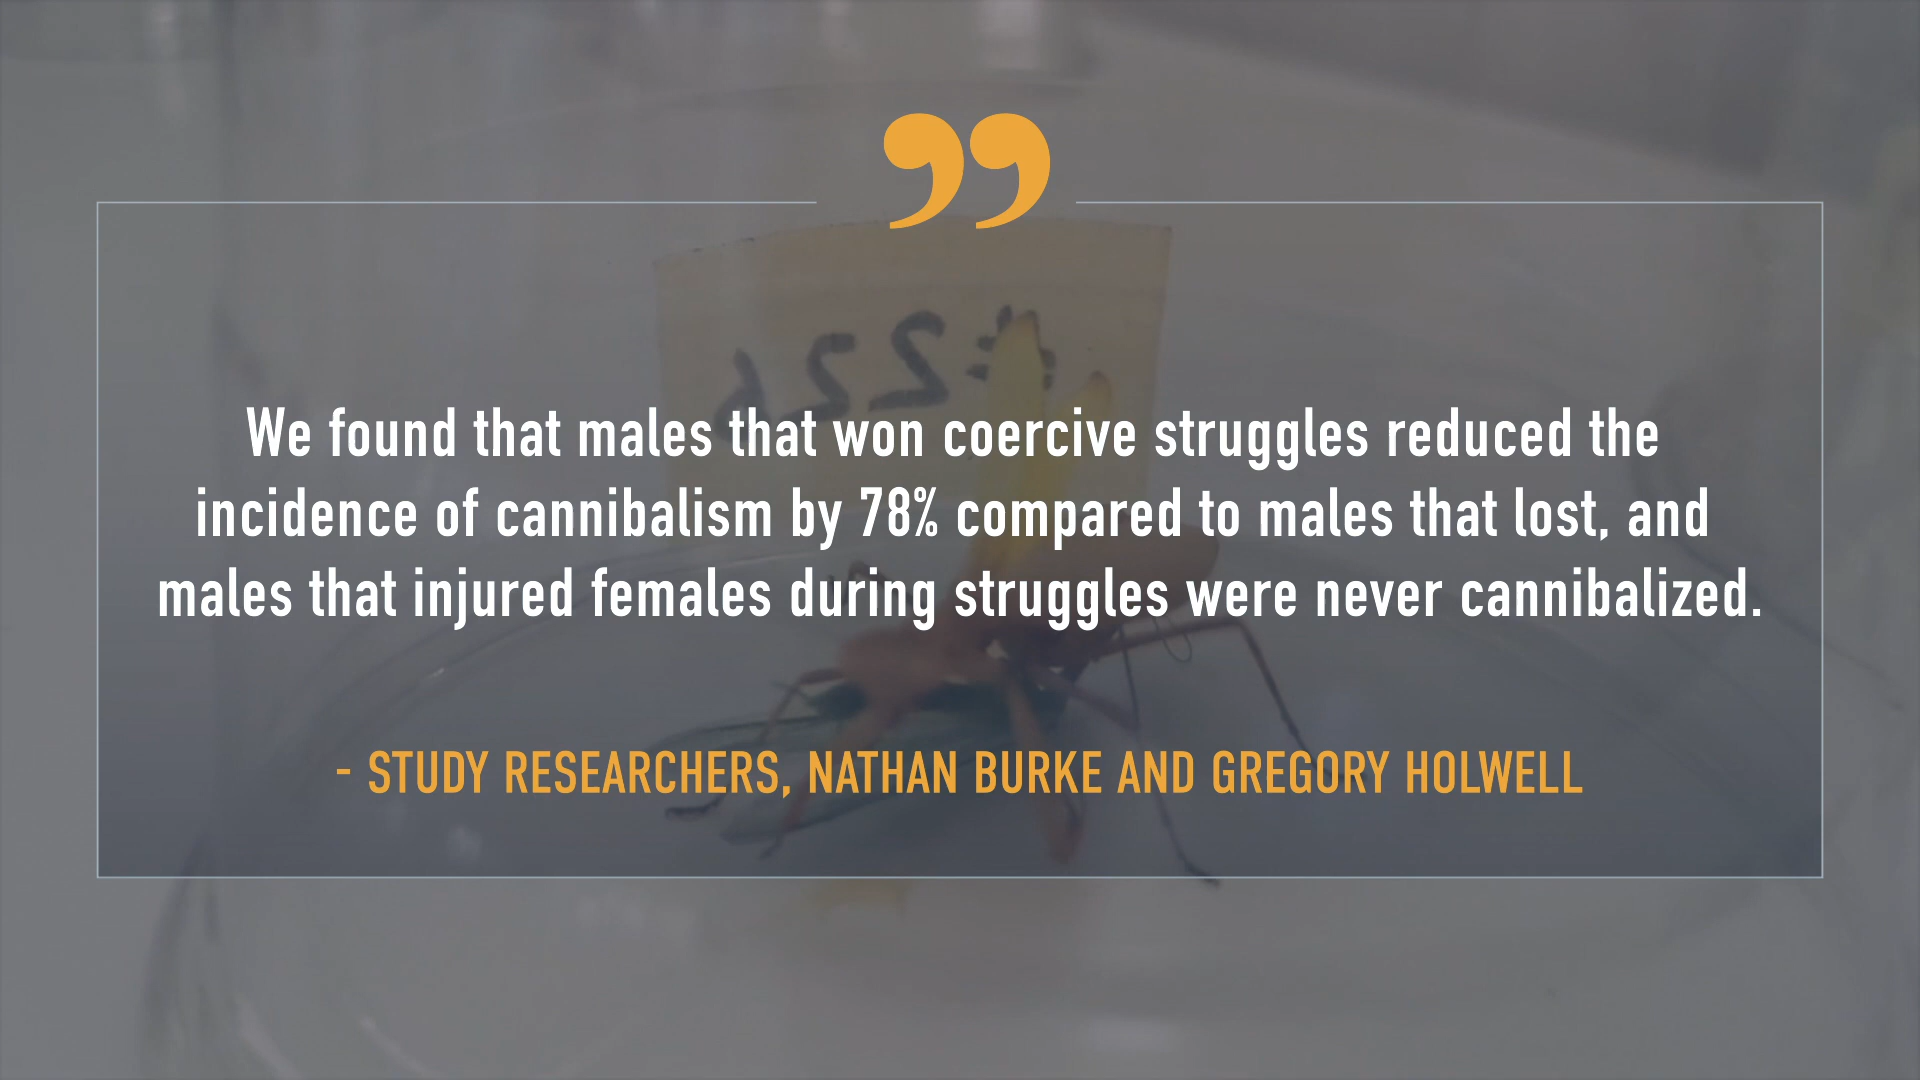 ”
#226
We found that males that won coercive struggles reduced the
incidence of cannibalism by 78% compared to males that lost, and
males that injured females during struggles were never cannibalized.
- STUDY RESEARCHERS, NATHAN BURKE AND GREGORY HOLWELL